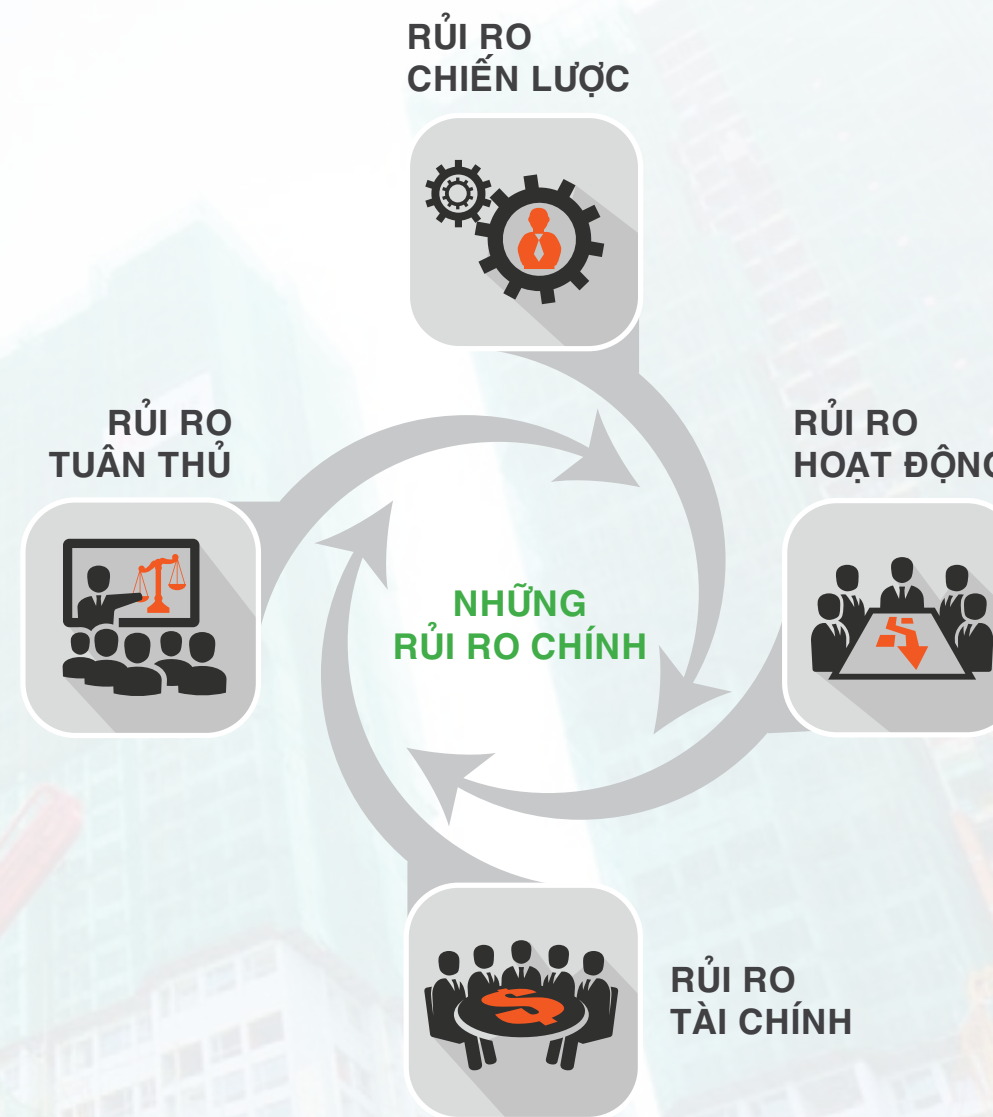 RỦI RO
CHIẾN LƯỢC
RỦI RO
TUÂN THỦ
RỦI RO
HOẠT ĐỘNG
NHỮNG
RỦI RO CHÍNH
RỦI RO
TÀI CHÍNH